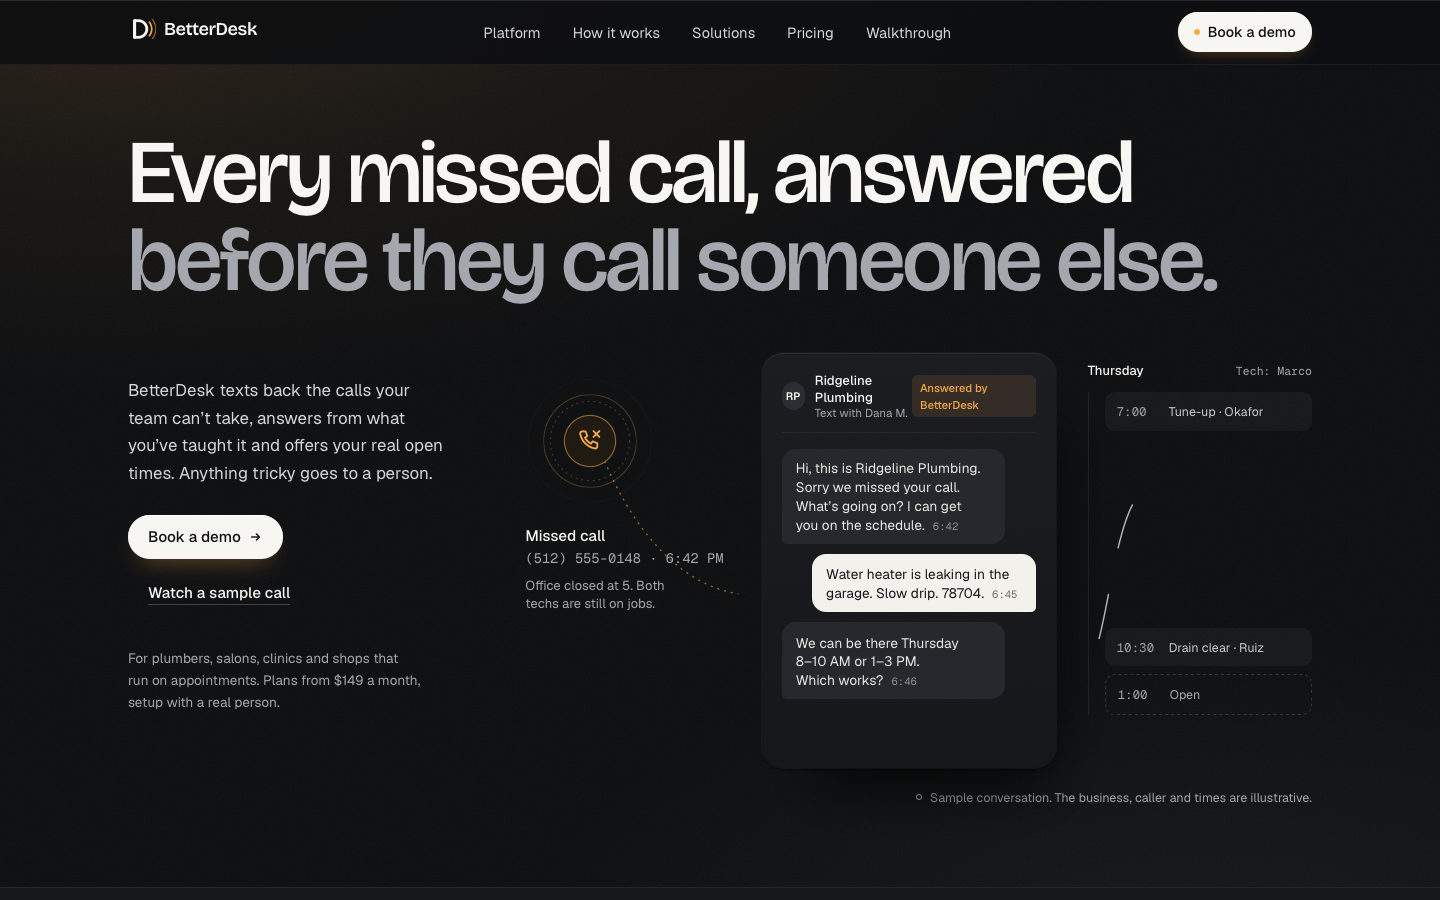 BetterDesk
Platform
How it works
Solutions
Pricing
Walkthrough
Book a demo
Every missed call, answered
before they call someone else.
BetterDesk texts back the calls your
team can’t take, answers from what
you’ve taught it and offers your real open
times. Anything tricky goes to a person.
Book a demo →
Watch a sample call
For plumbers, salons, clinics and shops that
run on appointments. Plans from $149 a month,
setup with a real person.
Missed call
(512) 555-0148 · 6:42 PM
Office closed at 5. Both
techs are still on jobs.
RP
Ridgeline
Plumbing
Text with Dana M.
Answered by
BetterDesk
Hi, this is Ridgeline Plumbing.
Sorry we missed your call.
What’s going on? I can get
you on the schedule. 6:42
Water heater is leaking in the
garage. Slow drip. 78704. 6:45
We can be there Thursday
8–10 AM or 1–3 PM.
Which works? 6:46
Thursday
Tech: Marco
7:00 Tune-up · Okafor
10:30 Drain clear · Ruiz
1:00 Open
Sample conversation. The business, caller and times are illustrative.